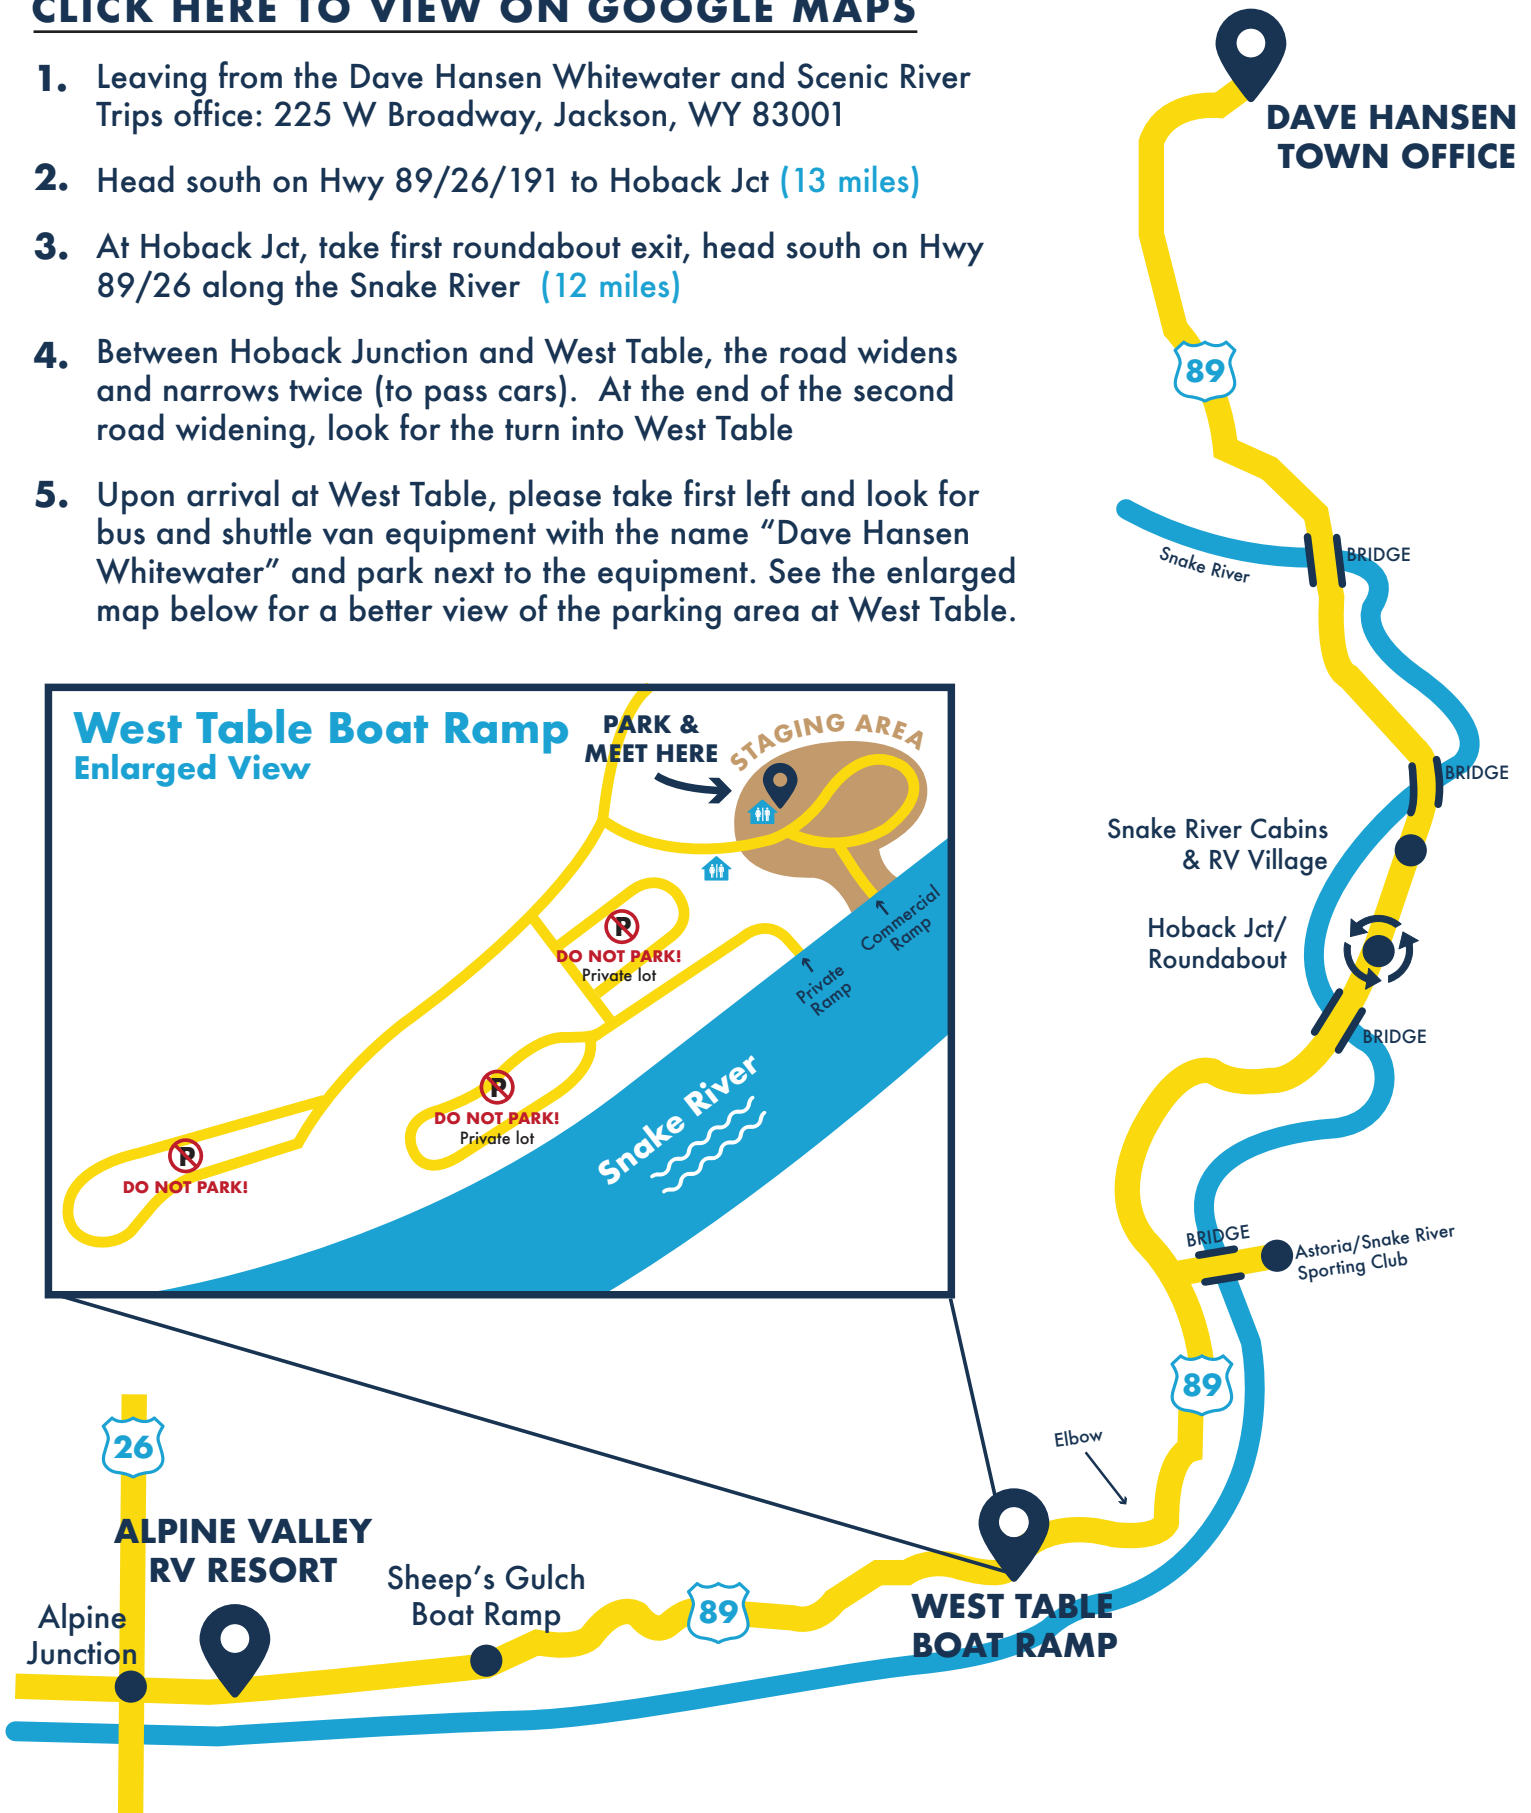 CLICK HERE TO VIEW ON GOOGLE MAPS
1. Leaving from the Dave Hansen Whitewater and Scenic River
Trips office: 225 W Broadway, Jackson, WY 83001
2. Head south on Hwy 89/26/191 to Hoback Jct (13 miles)
3. At Hoback Jct, take first roundabout exit, head south on Hwy
89/26 along the Snake River (12 miles)
4. Between Hoback Junction and West Table, the road widens
and narrows twice (to pass cars). At the end of the second
road widening, look for the turn into West Table
5. Upon arrival at West Table, please take first left and look for
bus and shuttle van equipment with the name “Dave Hansen
Whitewater” and park next to the equipment. See the enlarged
map below for a better view of the parking area at West Table.
DAVE HANSEN
TOWN OFFICE
89
Snake River
BRIDGE
BRIDGE
Snake River Cabins
& RV Village
Hoback Jct/
Roundabout
BRIDGE
BRIDGE
Astoria/Snake River
Sporting Club
89
Elbow
West Table Boat Ramp
Enlarged View
PARK &
MEET HERE
STAGING AREA
P
DO NOT PARK!
Private lot
Commercial
Ramp
Private
Ramp
P
DO NOT PARK!
Private lot
P
DO NOT PARK!
Snake River
26
ALPINE VALLEY
RV RESORT
Alpine
Junction
Sheep’s Gulch
Boat Ramp
89
WEST TABLE
BOAT RAMP